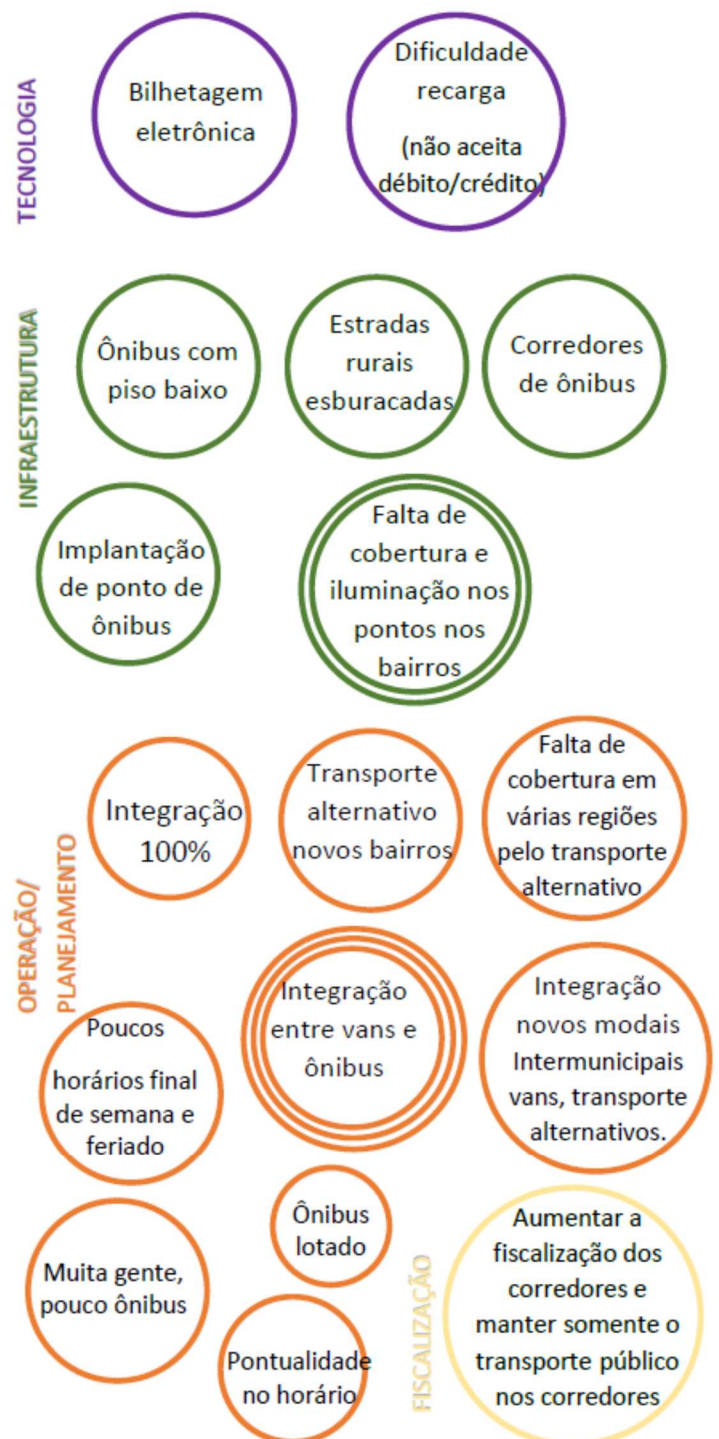 TECNOLOGIA
Bilhetagem
eletrônica
Dificuldade
recarga
(não aceita
débito/crédito)
INFRAESTRUTURA
Ônibus com
piso baixo
Estradas
rurais
esburacadas
Corredores
de ônibus
Implantação
de ponto de
ônibus
Falta de
cobertura e
iluminação nos
pontos nos
bairros
OPERAÇÃO/
PLANEJAMENTO
Integração
100%
Transporte
alternativo
novos bairros
Falta de
cobertura em
várias regiões
pelo transporte
alternativo
Poucos
horários final
de semana e
feriado
Integração
entre vans e
ônibus
Integração
novos modais
Intermunicipais
vans, transporte
alternativos.
Muita gente,
pouco ônibus
Ônibus
lotado
Pontualidade
no horário
FISCALIZAÇÃO
Aumentar a
fiscalização dos
corredores e
manter somente o
transporte público
nos corredores